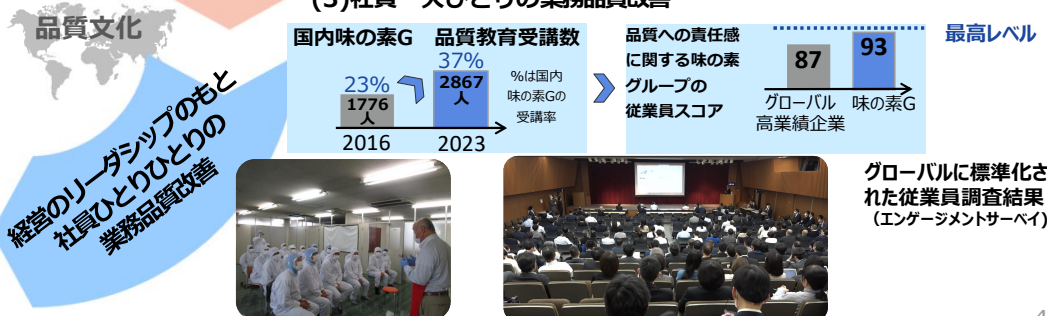 (3)社員一人ひとりの業務品質改善
品質文化
経営のリーダシップのもと
社員ひとりひとりの
業務品質改善
国内味の素G 品質教育受講数
23%
37%
1776
人
2867
人
2016
2023
%は国内
味の素Gの
受講率
品質への責任感
に関する味の素
グループの
従業員スコア
87
93
グローバル
高業績企業
味の素G
最高レベル
グローバルに標準化さ
れた従業員調査結果
(エンゲージメントサーベイ)